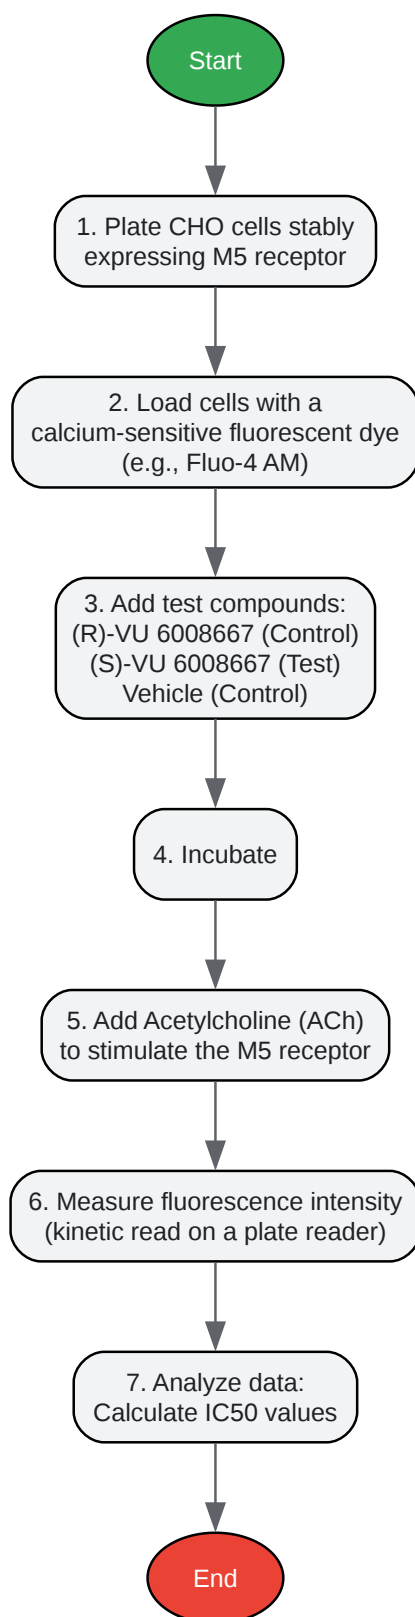 Start
1. Plate CHO cells stably
expressing M5 receptor
2. Load cells with a
calcium-sensitive fluorescent dye
(e.g., Fluo-4 AM)
3. Add test compounds:
(R)-VU 6008667 (Control)
(S)-VU 6008667 (Test)
Vehicle (Control)
4. Incubate
5. Add Acetylcholine (ACh)
to stimulate the M5 receptor
6. Measure fluorescence intensity
(kinetic read on a plate reader)
7. Analyze data:
Calculate IC50 values
End